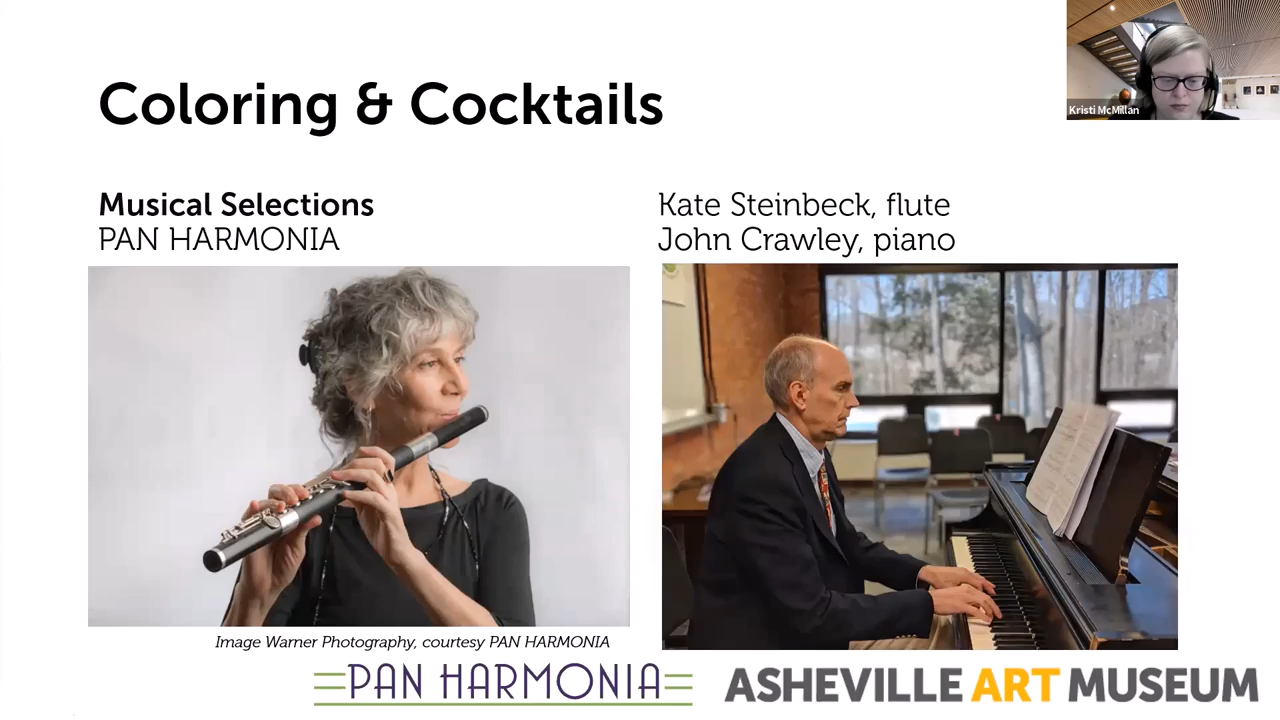 Coloring & Cocktails
Kristi McMillan
Musical Selections
PAN HARMONIA
Kate Steinbeck, flute
John Crawley, piano
Image Warner Photography, courtesy PAN HARMONIA
PAN HARMONIA
ASHEVILLE ART MUSEUM